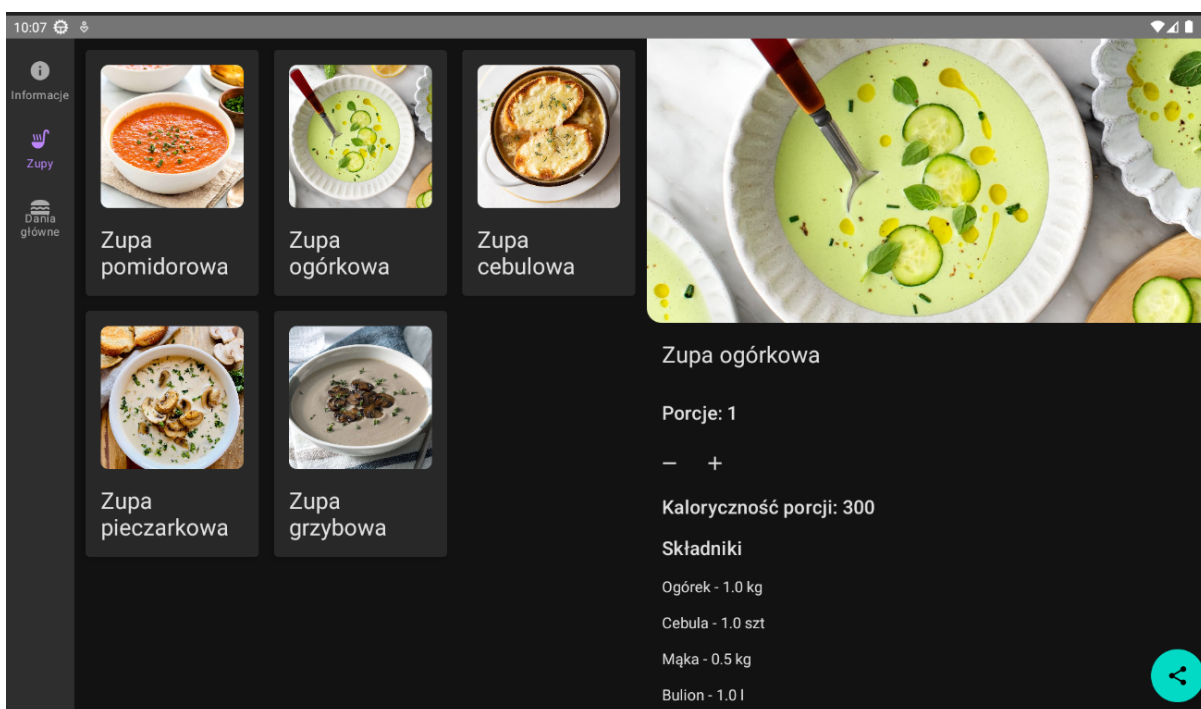 10:07
Informacje
Zupy
Dania
główne
Zupa
pomidorowa
Zupa
ogórkowa
Zupa
cebulowa
Zupa
pieczarkowa
Zupa
grzybowa
Zupa ogórkowa
Porcje: 1
− +
Kaloryczność porcji: 300
Składniki
Ogórek - 1.0 kg
Cebula - 1.0 szt
Mąka - 0.5 kg
Bulion - 1.0 l